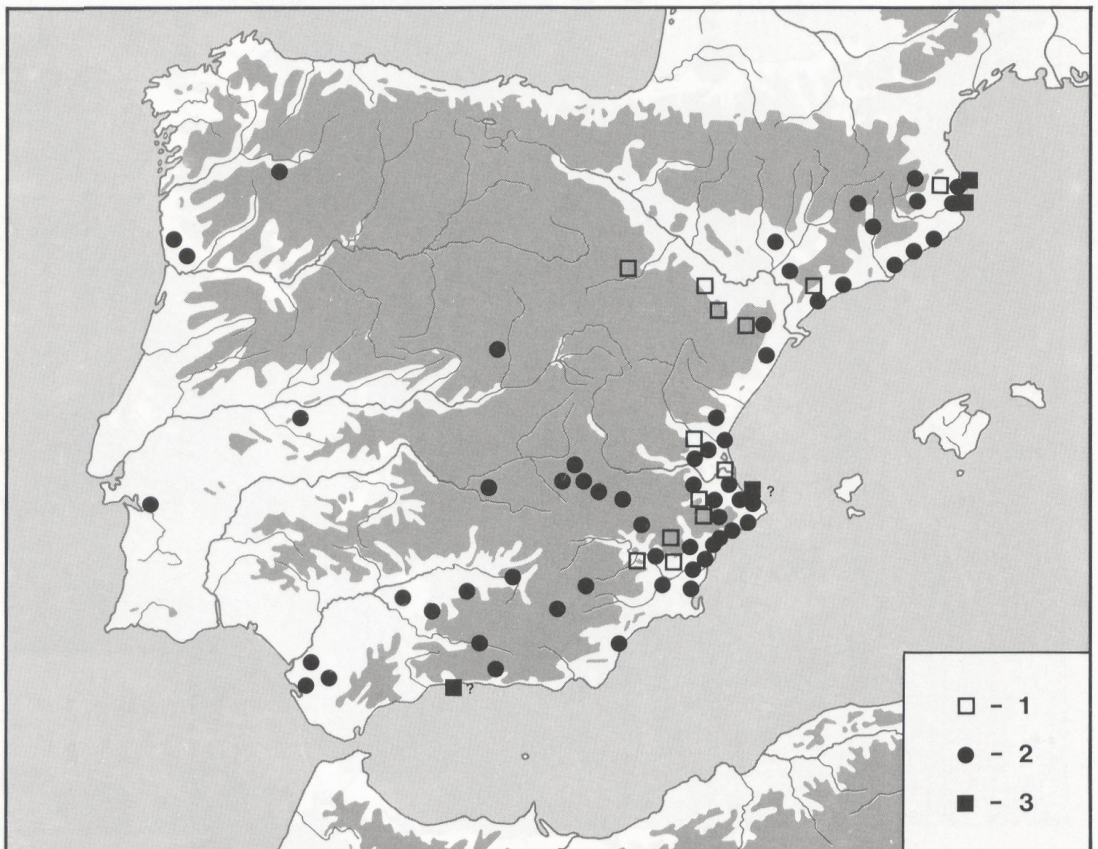 ?
?
□ - 1
● - 2
■ - 3